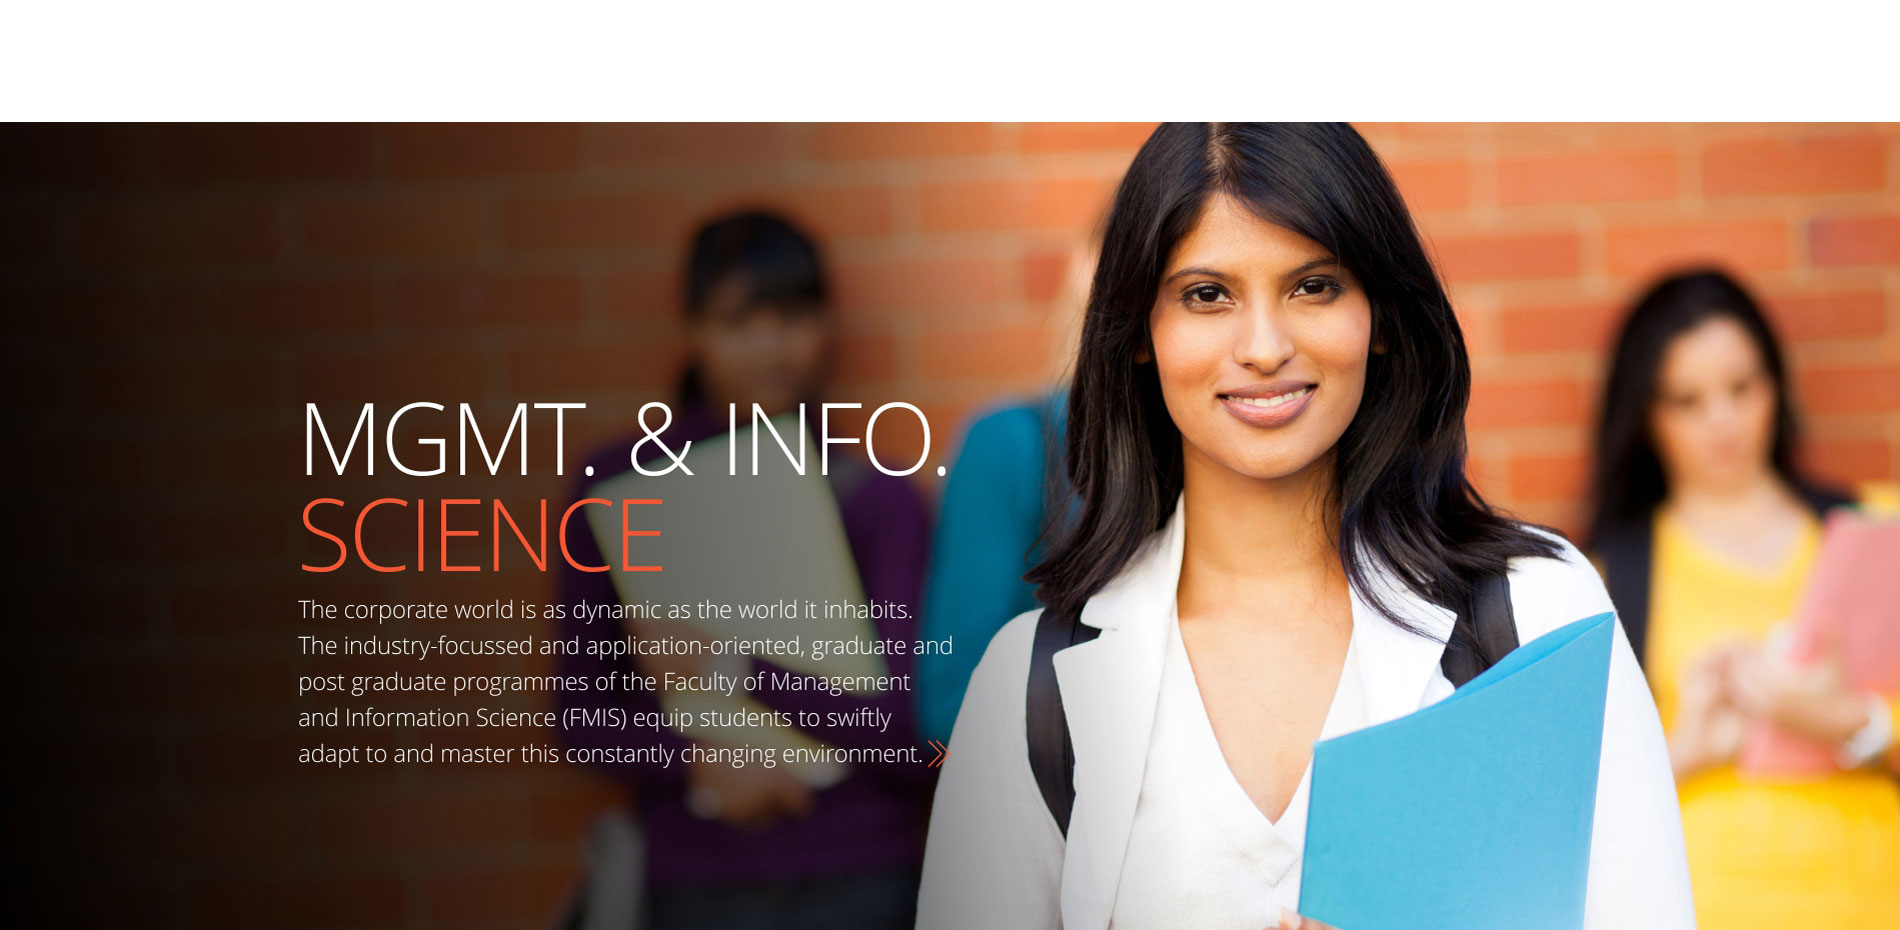 MGMT. & INFO.
SCIENCE
The corporate world is as dynamic as the world it inhabits.
The industry-focussed and application-oriented, graduate and
post graduate programmes of the Faculty of Management
and Information Science (FMIS) equip students to swiftly
adapt to and master this constantly changing environment.